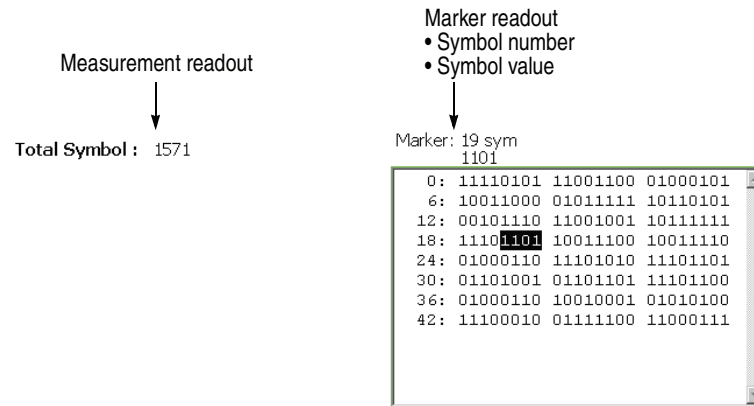 Measurement readout
Total Symbol : 1571
Marker readout
• Symbol number
• Symbol value
Marker: 19 sym
1101
0: 11110101 11001100 01000101
6: 10011000 01011111 10110101
12: 00101110 11001001 10111111
18: 11101101 10011100 10011110
24: 01000110 11101010 11101101
30: 01101001 01101101 11101100
36: 01000110 10010001 01010100
42: 11100010 01111100 11000111